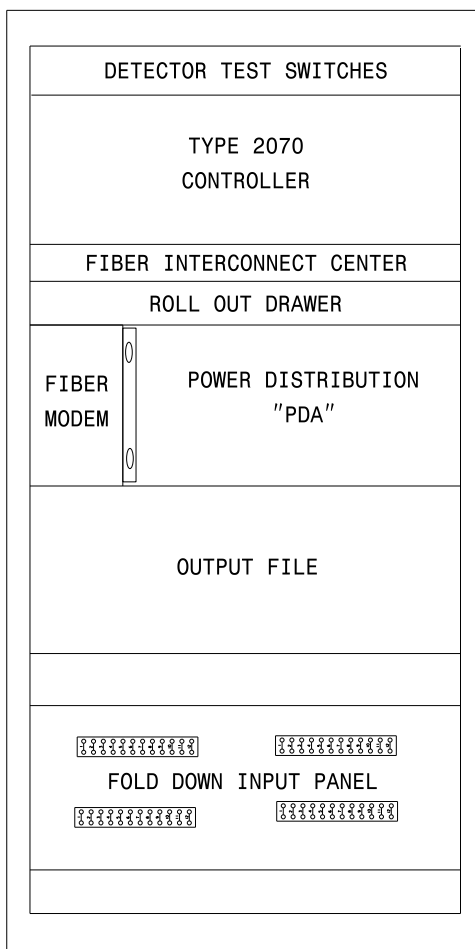 DETECTOR TEST SWITCHES
TYPE 2070
CONTROLLER
FIBER INTERCONNECT CENTER
ROLL OUT DRAWER
FIBER
MODEM
POWER DISTRIBUTION
"PDA"
OUTPUT FILE
FOLD DOWN INPUT PANEL